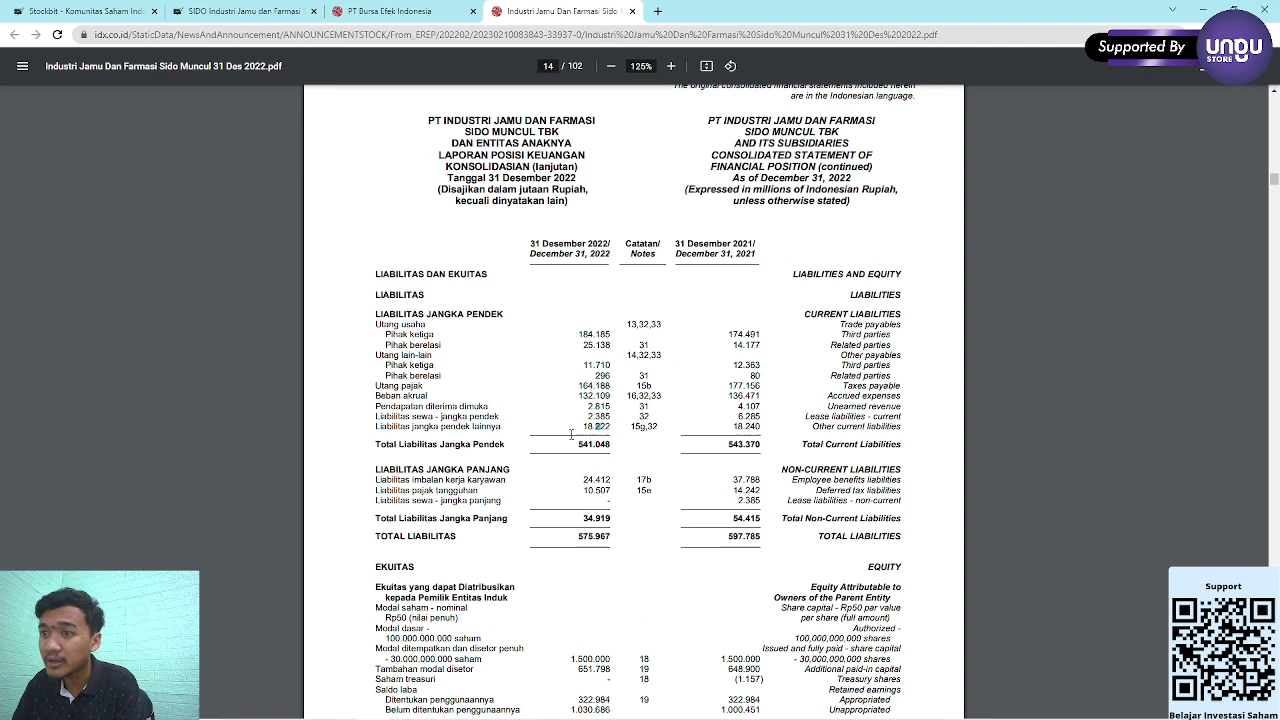 Stockbit - Komunitas Saham Indo
SIDO Industri Jamu dan Farmasi
PT Bursa Efek Indonesia
Industri Jamu Dan Farmasi Sido M
idx.co.id/StaticData/NewsAndAnnouncement/ANNOUNCEMENTSTOCK/From_EREP/202302/20230210083843-33937-0/Industri%20Jamu%20Dan%20Farmasi%20Sido%20Muncul%2031%20Des%202022.pdf
Supported By
UNDU
STORE
Industri Jamu Dan Farmasi Sido Muncul 31 Des 2022.pdf
14 / 102
125%
The original consolidated financial statements included herein
are in the Indonesian language.
PT INDUSTRI JAMU DAN FARMASI
SIDO MUNCUL TBK
DAN ENTITAS ANAKNYA
LAPORAN POSISI KEUANGAN
KONSOLIDASIAN (lanjutan)
Tanggal 31 Desember 2022
(Disajikan dalam jutaan Rupiah,
kecuali dinyatakan lain)
PT INDUSTRI JAMU DAN FARMASI
SIDO MUNCUL TBK
AND ITS SUBSIDIARIES
CONSOLIDATED STATEMENT OF
FINANCIAL POSITION (continued)
As of December 31, 2022
(Expressed in millions of Indonesian Rupiah,
unless otherwise stated)
31 Desember 2022/ Catatan/ 31 Desember 2021/
December 31, 2022 Notes December 31, 2021
LIABILITAS DAN EKUITAS LIABILITIES AND EQUITY
LIABILITAS LIABILITIES
LIABILITAS JANGKA PENDEK CURRENT LIABILITIES
Utang usaha 13,32,33 Trade payables
Pihak ketiga 184.185 174.491 Third parties
Pihak berelasi 25.138 31 14.177 Related parties
Utang lain-lain 14,32,33 Other payables
Pihak ketiga 11.710 12.363 Third parties
Pihak berelasi 296 31 80 Related parties
Utang pajak 164.188 15b 177.156 Taxes payable
Beban akrual 132.109 16,32,33 136.471 Accrued expenses
Pendapatan diterima dimuka 2.815 31 4.107 Unearned revenue
Liabilitas sewa - jangka pendek 2.385 32 6.285 Lease liabilities - current
Liabilitas jangka pendek lainnya 18.222 15g,32 18.240 Other current liabilities
Total Liabilitas Jangka Pendek 541.048 543.370 Total Current Liabilities
LIABILITAS JANGKA PANJANG NON-CURRENT LIABILITIES
Liabilitas imbalan kerja karyawan 24.412 17b 37.788 Employee benefits liabilities
Liabilitas pajak tangguhan 10.507 15e 14.242 Deferred tax liabilities
Liabilitas sewa - jangka panjang - 2.385 Lease liabilities - non-current
Total Liabilitas Jangka Panjang 34.919 54.415 Total Non-Current Liabilities
TOTAL LIABILITAS 575.967 597.785 TOTAL LIABILITIES
EKUITAS EQUITY
Ekuitas yang dapat Diatribusikan Equity Attributable to
kepada Pemilik Entitas Induk Owners of the Parent Entity
Modal saham - nominal Share capital - Rp50 par value
Rp50 (nilai penuh) per share (full amount)
Modal dasar - Authorized -
100.000.000.000 saham 100,000,000,000 shares
Modal ditempatkan dan disetor penuh Issued and fully paid - share capital
- 30.000.000.000 saham 1.500.000 18 1.500.000 - 30,000,000,000 shares
Tambahan modal disetor 651.798 19 648.900 Additional paid-in capital
Saham treasuri - 18 (1.157) Treasury shares
Saldo laba Retained earnings
Ditentukan penggunaannya 322.984 19 322.984 Appropriated
Belum ditentukan penggunaannya 1.030.686 1.000.451 Unappropriated
Support
Belajar Investasi Saham